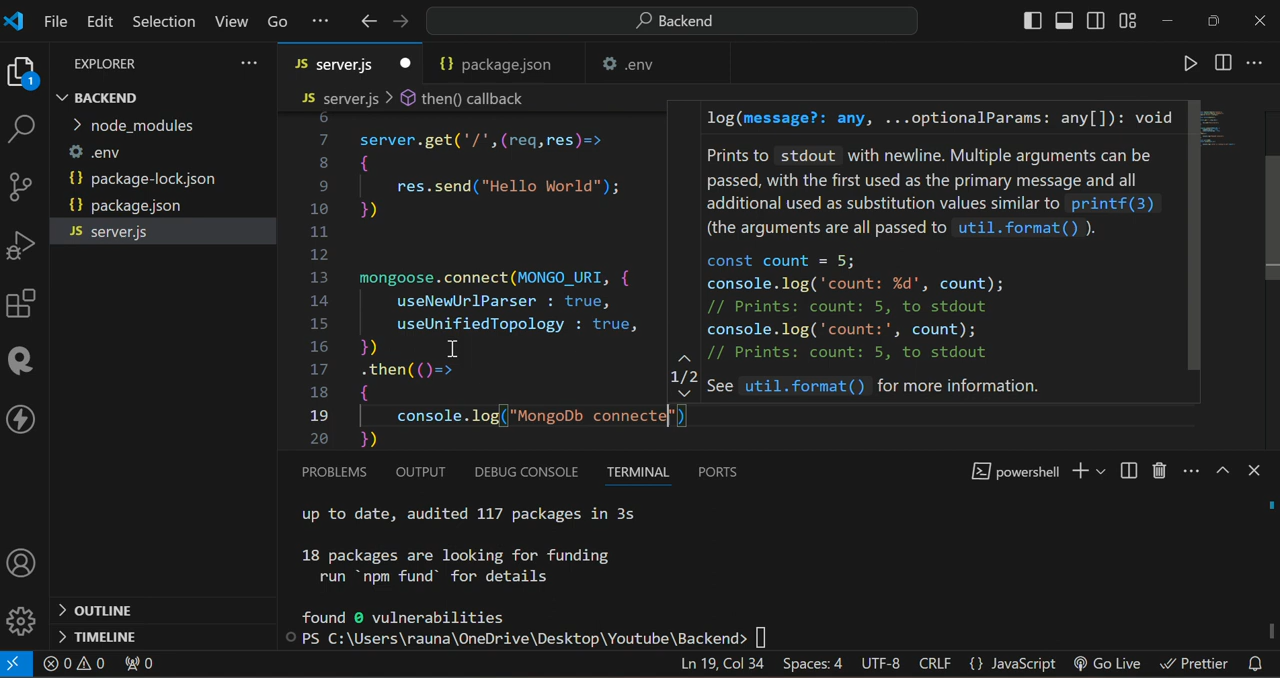 File Edit Selection View Go ··· Backend
EXPLORER ···
BACKEND
node_modules
.env
{} package-lock.json
{} package.json
JS server.js
OUTLINE
TIMELINE
1
JS server.js {} package.json .env
JS server.js > then() callback
6
7 server.get('/',(req,res)=>
8 {
9 res.send("Hello World");
10 })
11
12
13 mongoose.connect(MONGO_URI, {
14 useNewUrlParser : true,
15 useUnifiedTopology : true,
16 })
17 .then(()=>
18 {
19 console.log("MongoDb connecte")
20 })
1/2
log(message?: any, ...optionalParams: any[]): void
Prints to stdout with newline. Multiple arguments can be
passed, with the first used as the primary message and all
additional used as substitution values similar to printf(3)
(the arguments are all passed to util.format() ).
const count = 5;
console.log('count: %d', count);
// Prints: count: 5, to stdout
console.log('count:', count);
// Prints: count: 5, to stdout
See util.format() for more information.
PROBLEMS OUTPUT DEBUG CONSOLE TERMINAL PORTS powershell
up to date, audited 117 packages in 3s
18 packages are looking for funding
run `npm fund` for details
found 0 vulnerabilities
PS C:\Users\rauna\OneDrive\Desktop\Youtube\Backend>
0 0 0 Ln 19, Col 34 Spaces: 4 UTF-8 CRLF {} JavaScript Go Live Prettier